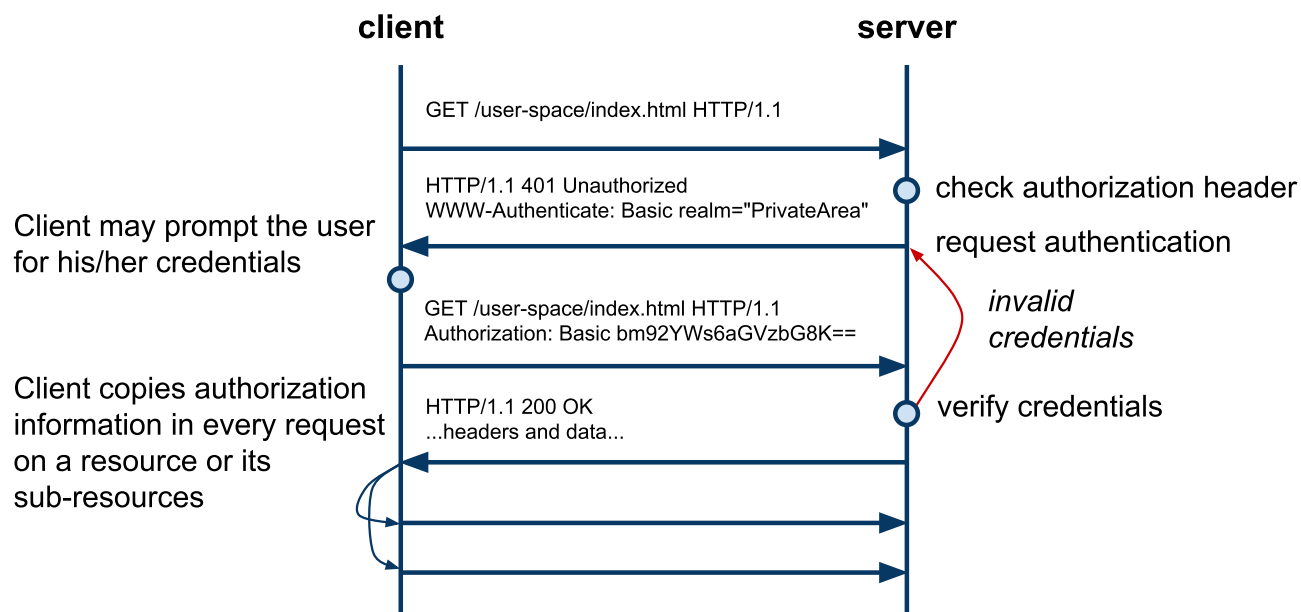 client
server
GET /user-space/index.html HTTP/1.1
HTTP/1.1 401 Unauthorized
WWW-Authenticate: Basic realm="PrivateArea"
check authorization header
Client may prompt the user
for his/her credentials
request authentication
GET /user-space/index.html HTTP/1.1
Authorization: Basic bm92YWs6aGVzbG8K==
invalid
credentials
Client copies authorization
information in every request
on a resource or its
sub-resources
HTTP/1.1 200 OK
...headers and data...
verify credentials